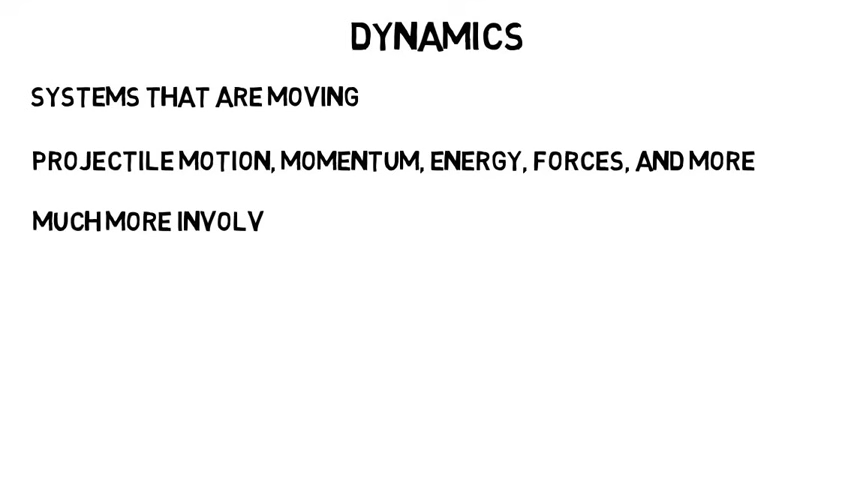 DYNAMICS
SYSTEMS THAT ARE MOVING
PROJECTILE MOTION, MOMENTUM, ENERGY, FORCES, AND MORE
MUCH MORE INVOLV